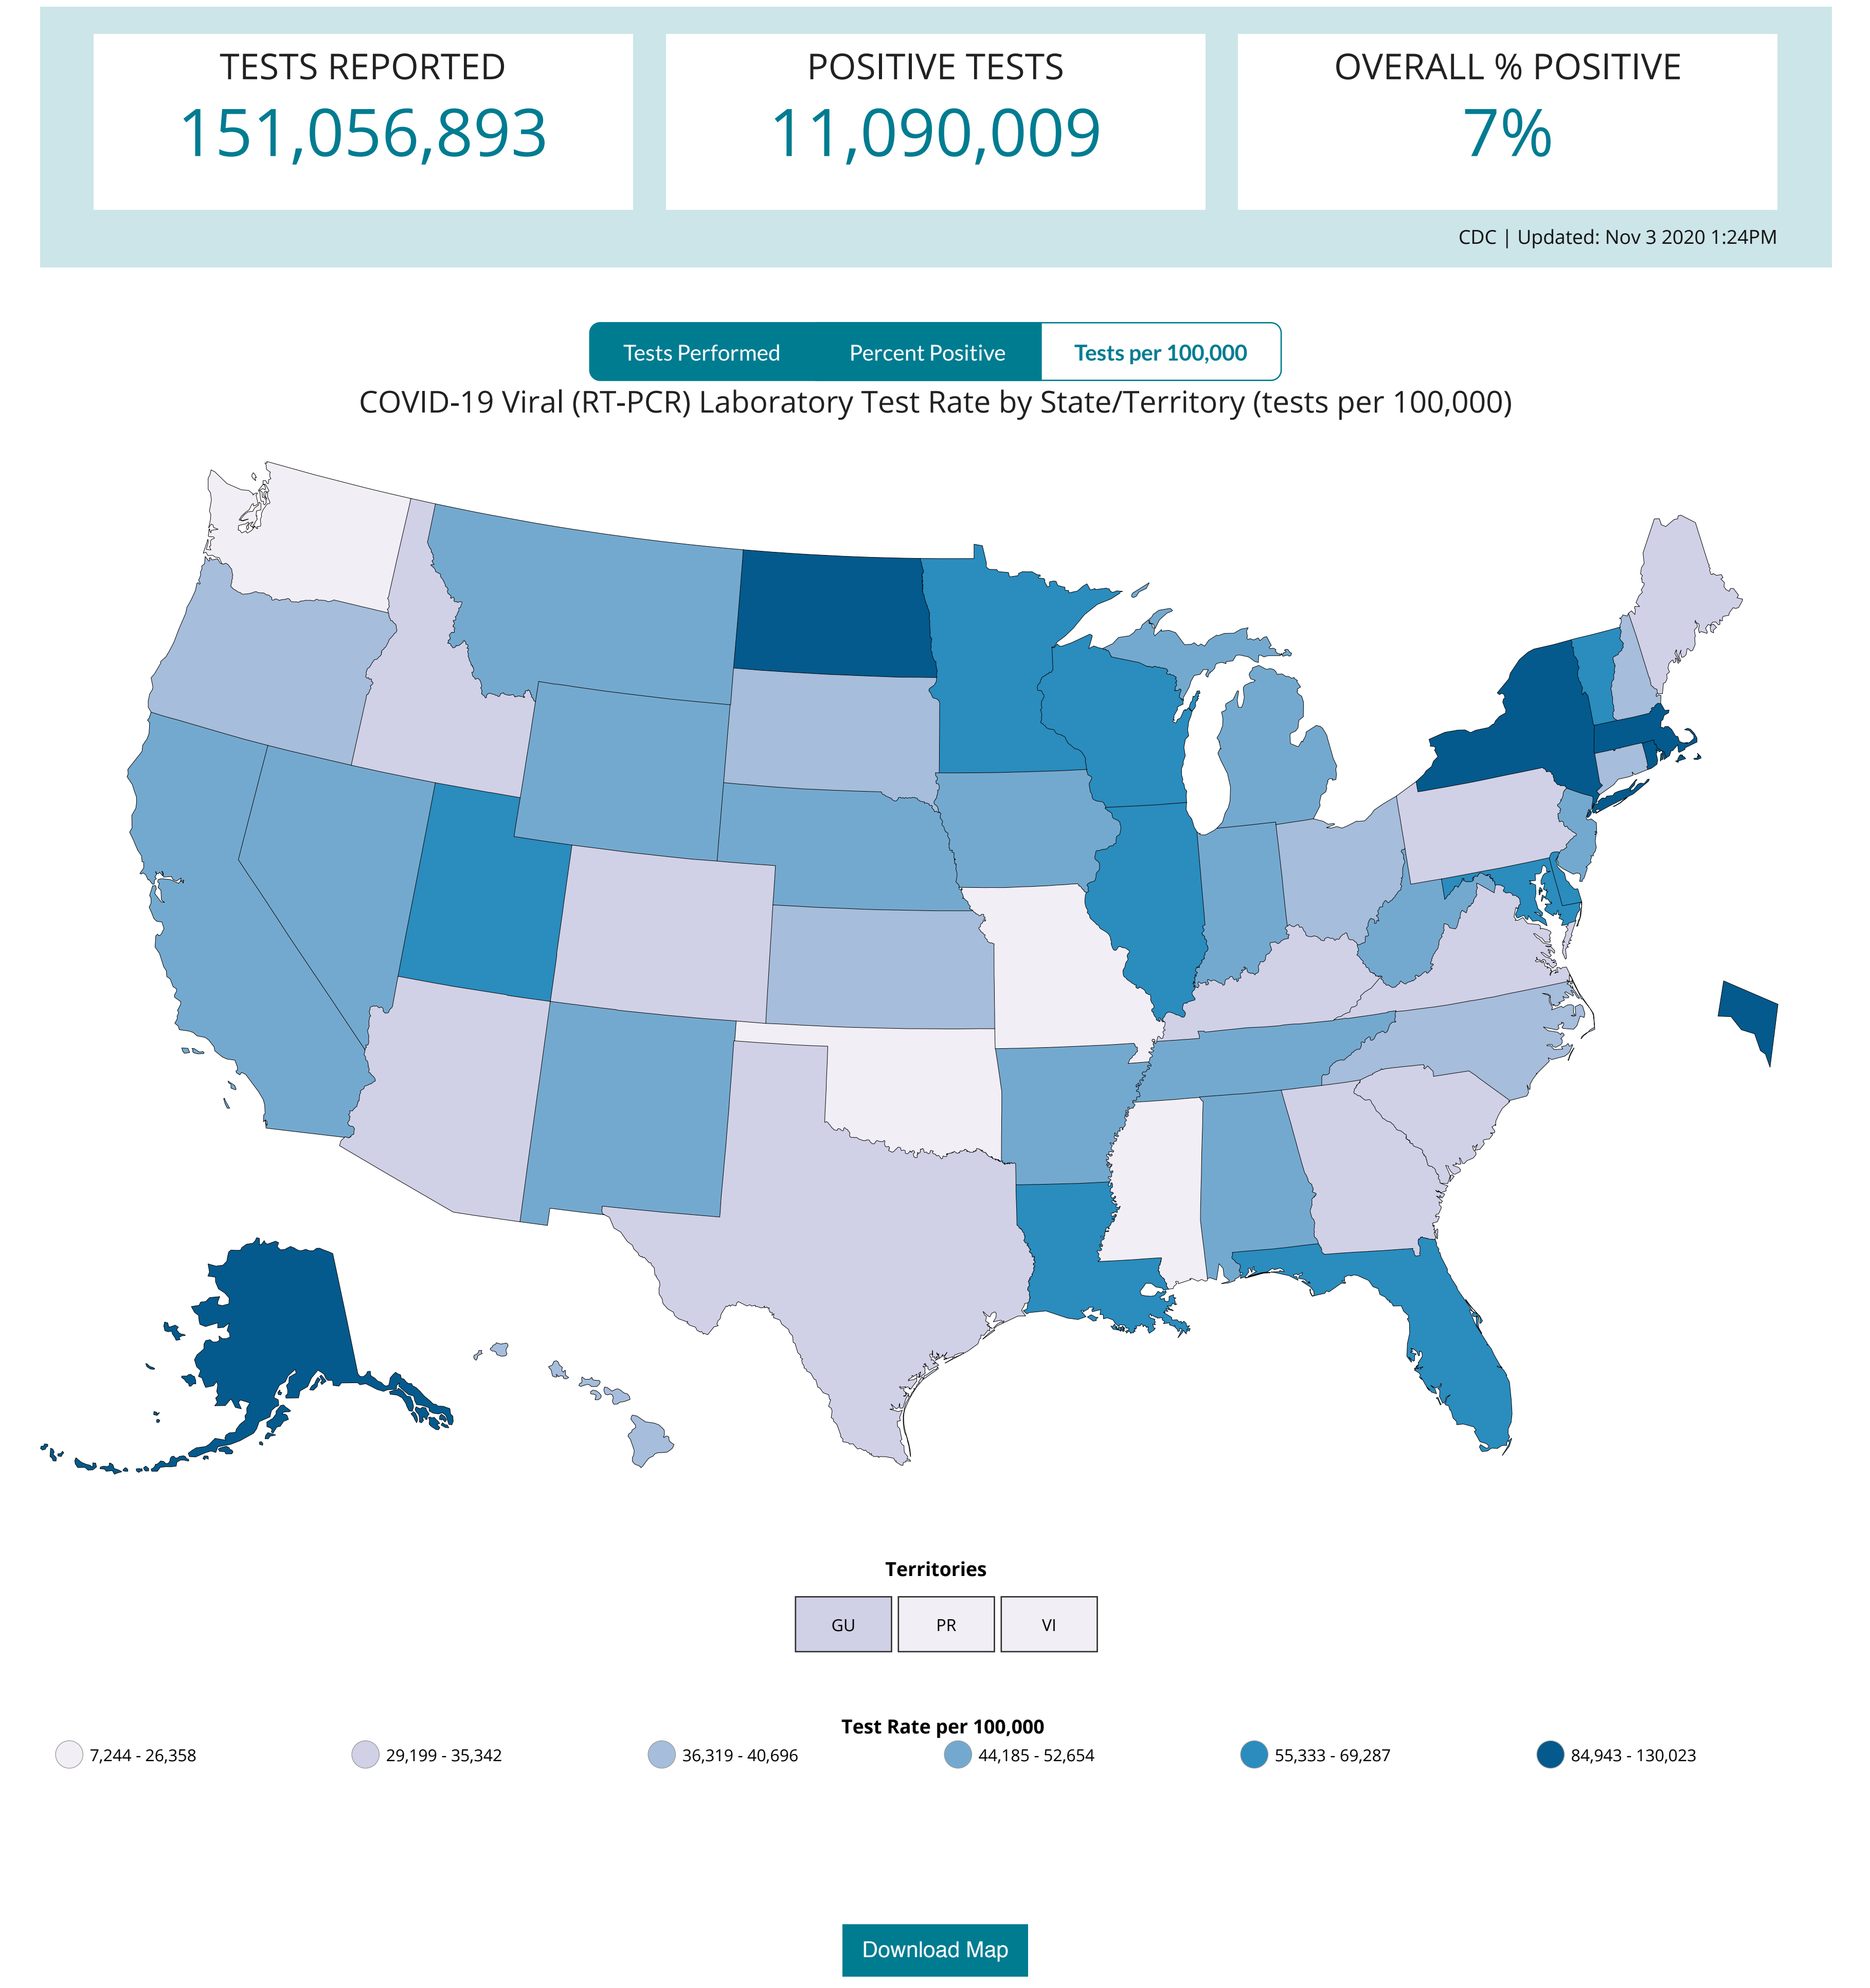 TESTS REPORTED
151,056,893
POSITIVE TESTS
11,090,009
OVERALL % POSITIVE
7%
CDC | Updated: Nov 3 2020 1:24PM
Tests Performed
Percent Positive
Tests per 100,000
COVID-19 Viral (RT-PCR) Laboratory Test Rate by State/Territory (tests per 100,000)
Territories
GU
PR
VI
Test Rate per 100,000
7,244 - 26,358
29,199 - 35,342
36,319 - 40,696
44,185 - 52,654
55,333 - 69,287
84,943 - 130,023
Download Map